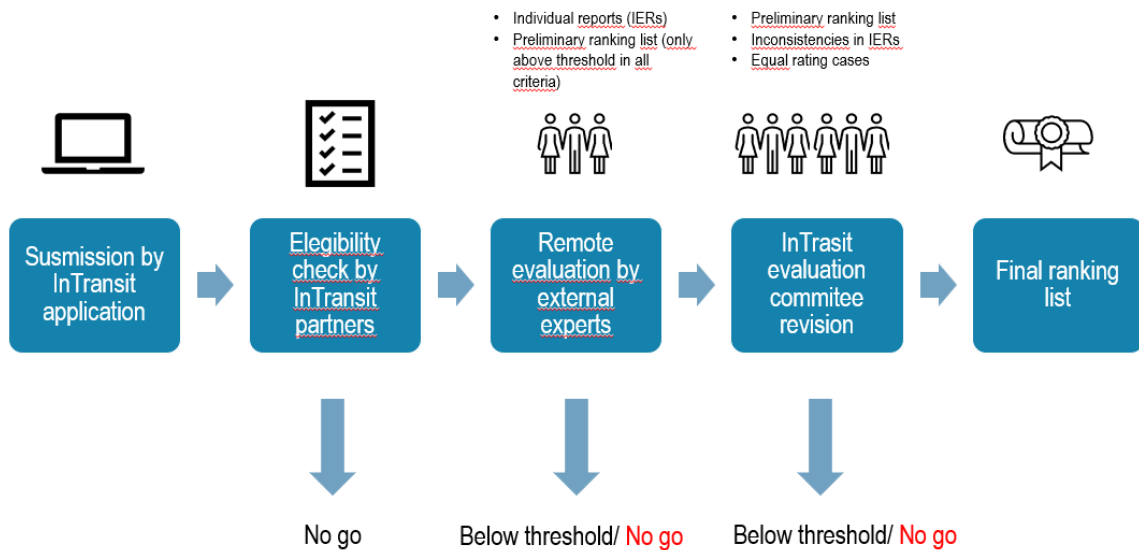 • Individual reports (IERs)
• Preliminary ranking list (only
above threshold in all
criteria)
• Preliminary ranking list
• Inconsistencies in IERs
• Equal rating cases
Susmission by
InTransit
application
Elegibility
check by
InTransit
partners
Remote
evaluation by
external
experts
InTrasit
evaluation
commitee
revision
Final ranking
list
No go
Below threshold/ No go
Below threshold/ No go